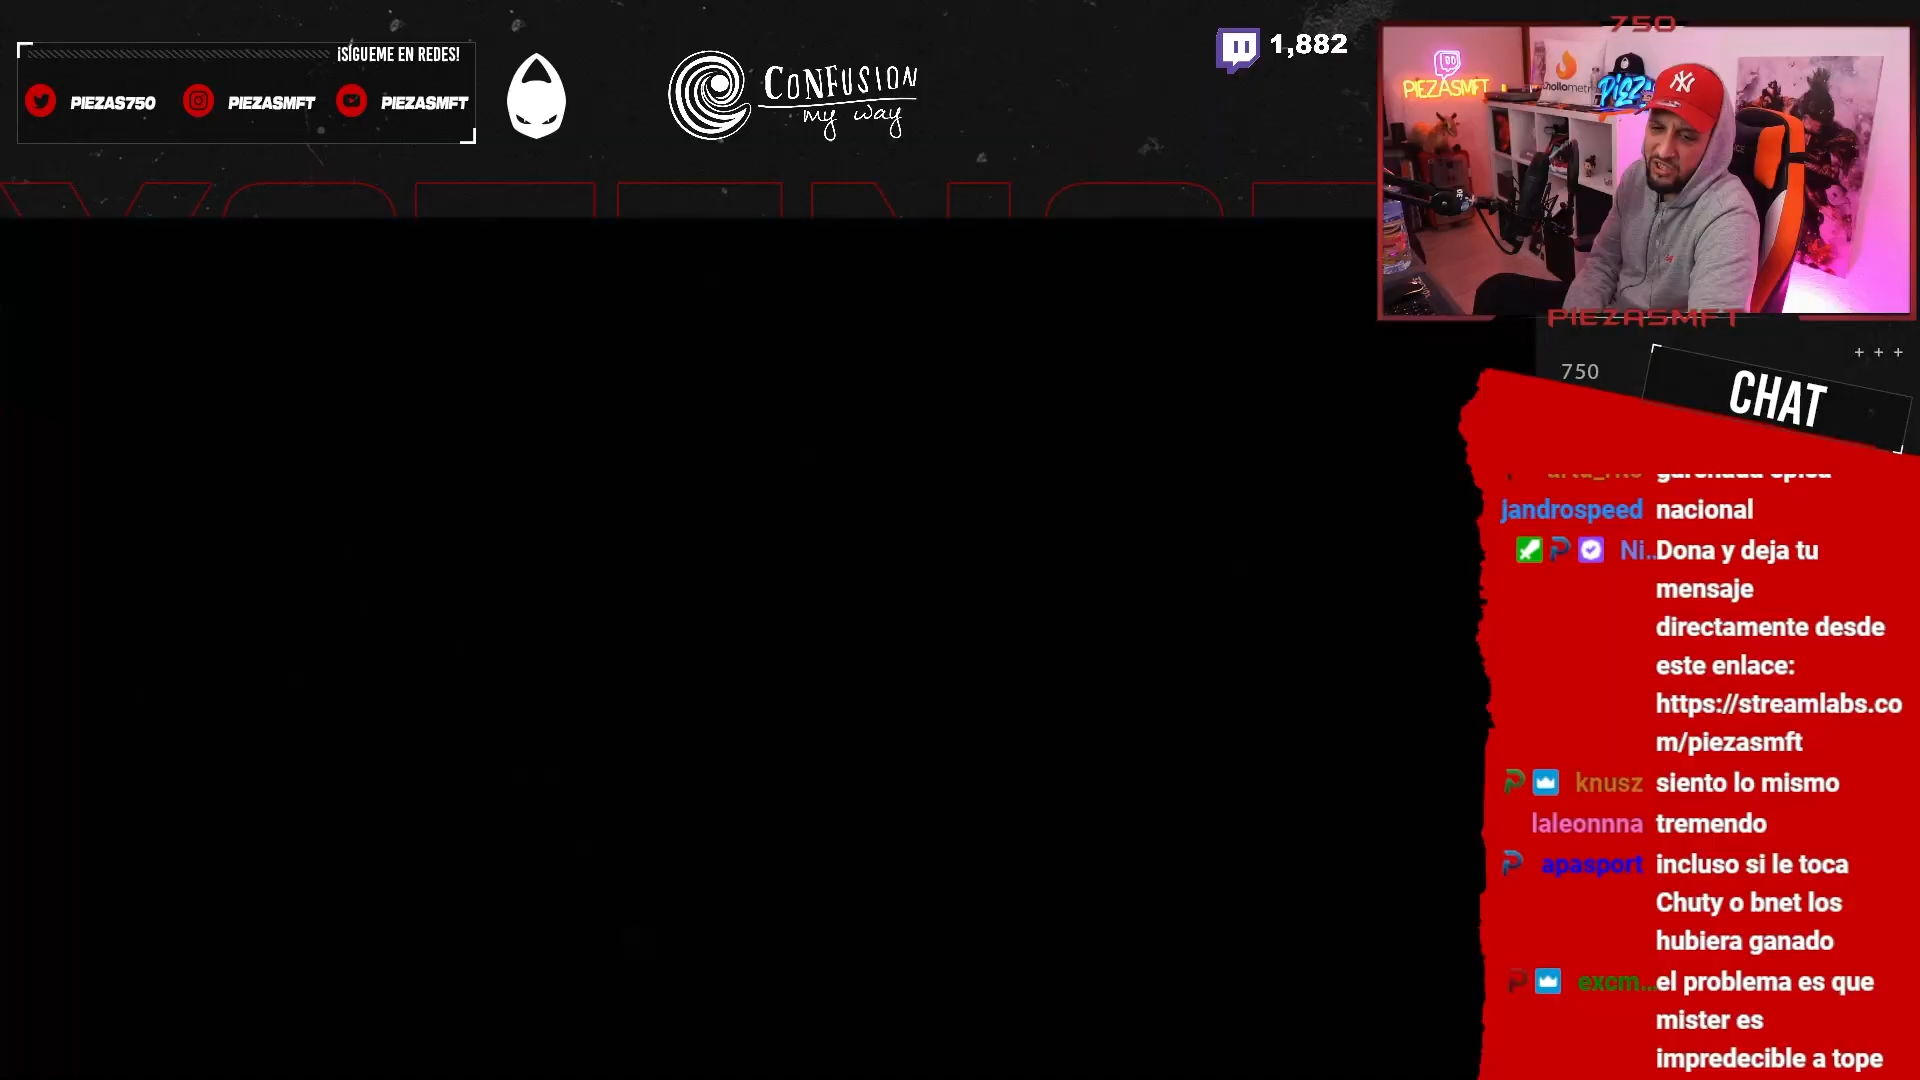 ¡SÍGUEME EN REDES!
PIEZAS750
PIEZASMFT
PIEZASMFT
CONFUSION
my way
1,882
750
PIEZASMFT
PIEZASMFT
750
CHAT
jandrospeed nacional
Ni.. Dona y deja tu
mensaje
directamente desde
este enlace:
https://streamlabs.co
m/piezasmft
knusz siento lo mismo
laleonnna tremendo
apasport incluso si le toca
Chuty o bnet los
hubiera ganado
excm... el problema es que
mister es
impredecible a tope